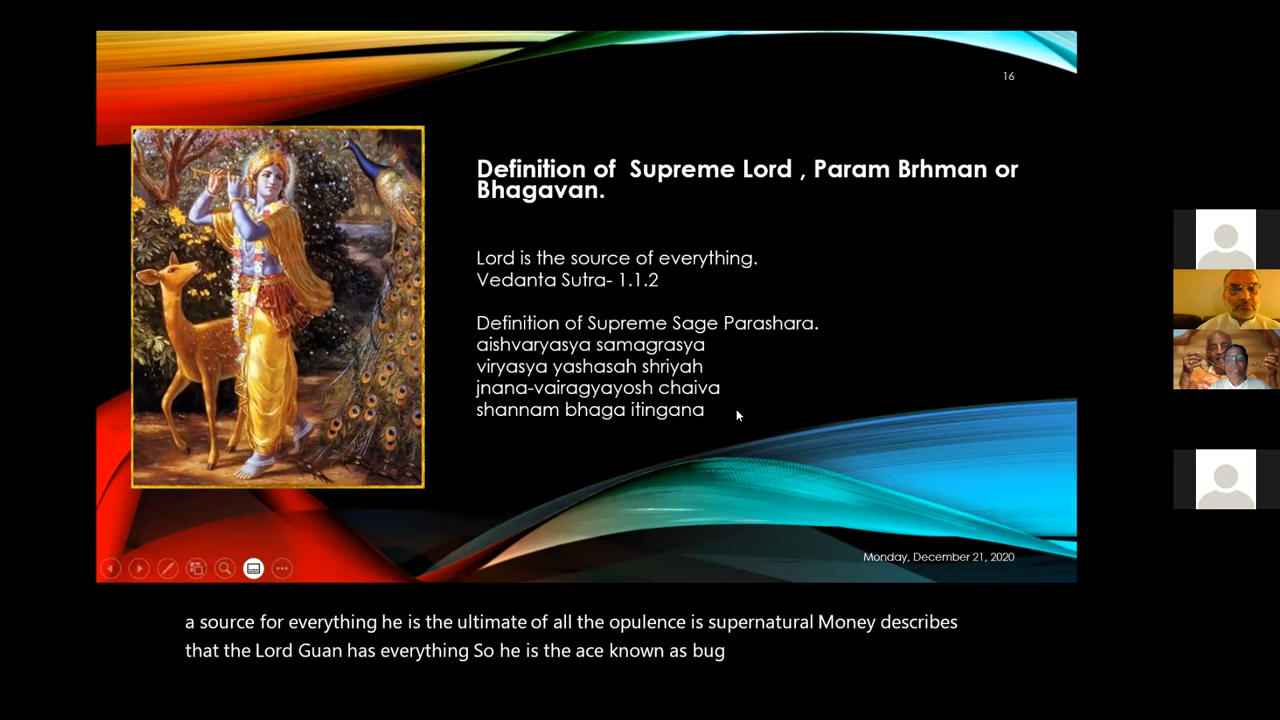 16
Definition of Supreme Lord , Param Brhman or
Bhagavan.
Lord is the source of everything.
Vedanta Sutra- 1.1.2
Definition of Supreme Sage Parashara.
aishvaryasya samagrasya
viryasya yashasah shriyah
jnana-vairagyayosh chaiva
shannam bhaga itingana
Monday, December 21, 2020
a source for everything he is the ultimate of all the opulence is supernatural Money describes
that the Lord Guan has everything So he is the ace known as bug